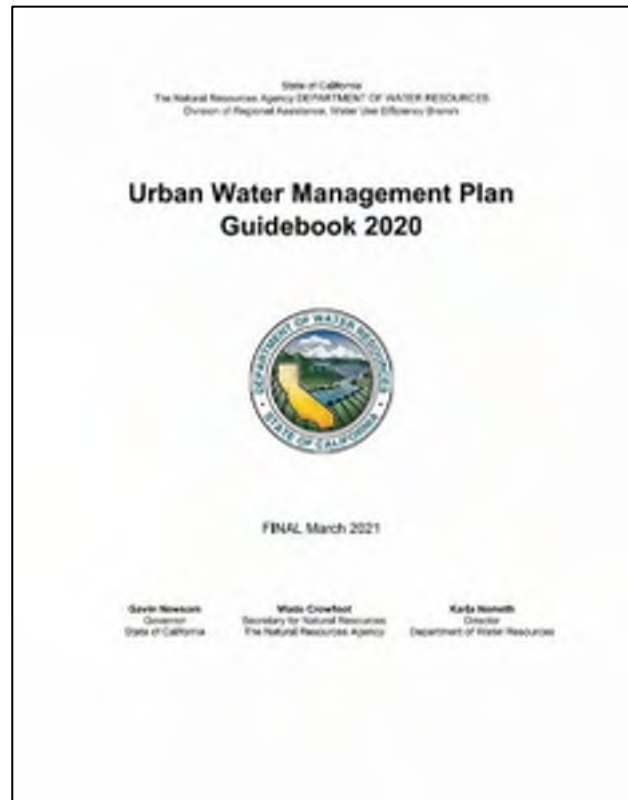 State of California
The Natural Resources Agency DEPARTMENT OF WATER RESOURCES
Division of Regional Assistance, Water Use Efficiency Branch
Urban Water Management Plan
Guidebook 2020
DEPARTMENT OF WATER RESOURCES
STATE OF CALIFORNIA
FINAL March 2021
Gavin Newsom
Governor
State of California
Wade Crowfoot
Secretary for Natural Resources
The Natural Resources Agency
Karla Nemeth
Director
Department of Water Resources